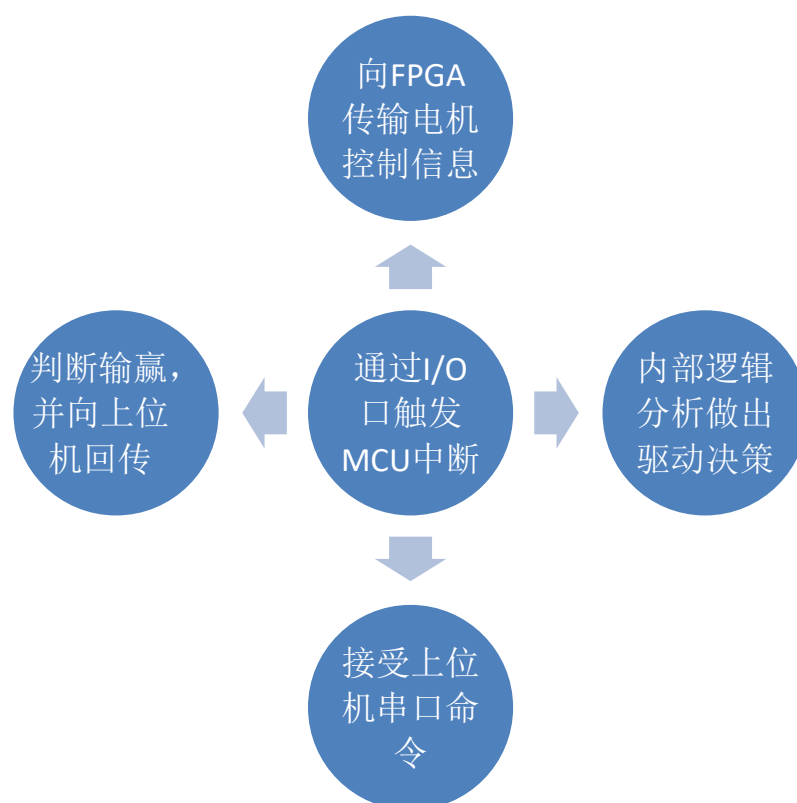 向FPGA
传输电机
控制信息
判断输赢，
并向上位
机回传
通过I/O
口触发
MCU中断
内部逻辑
分析做出
驱动决策
接受上位
机串口命
令